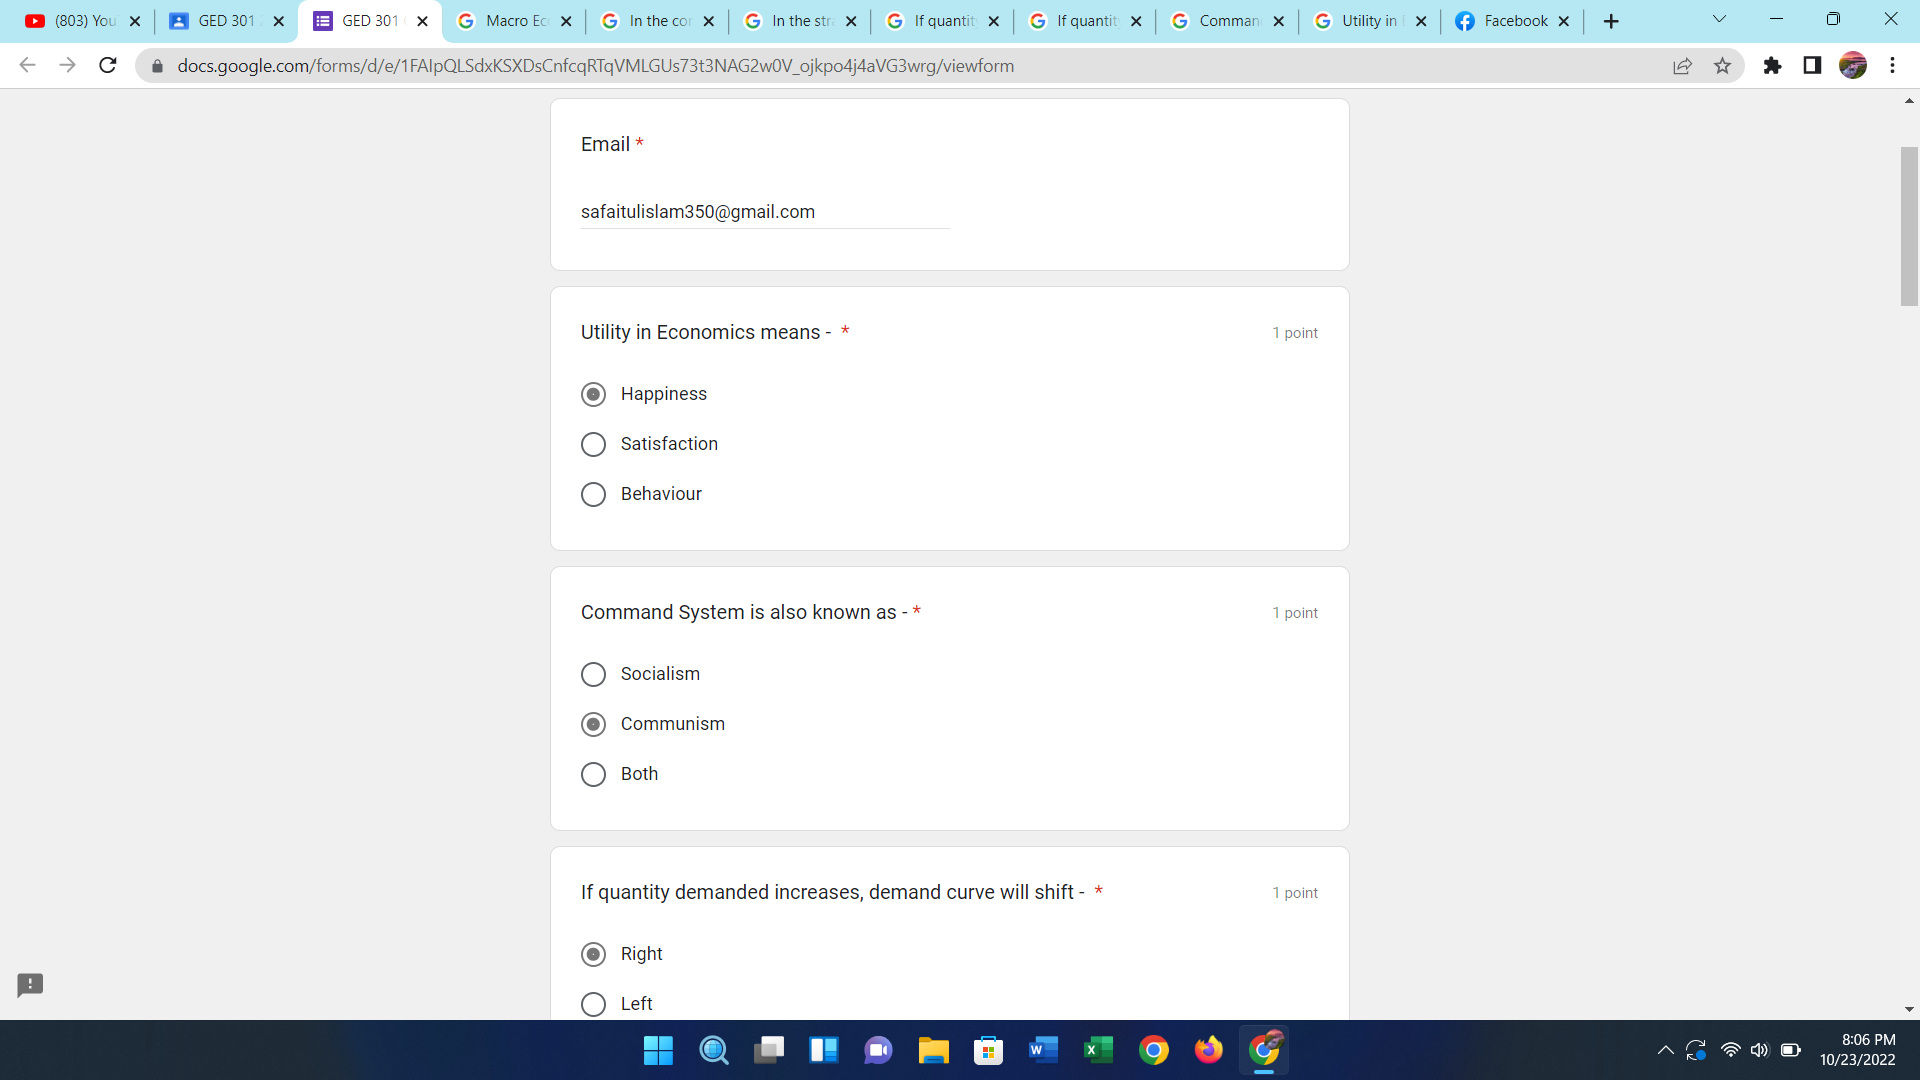 (803) You
GED 301
GED 301
Macro Ec
In the co
In the str
If quantit
If quantit
Comman
Utility in
Facebook
docs.google.com/forms/d/e/1FAIpQLSdxKSXDsCnfcqRTqVMLGUs73t3NAG2w0V_ojkpo4j4aVG3wrg/viewform
Email *
safaitulislam350@gmail.com
Utility in Economics means - *
1 point
Happiness
Satisfaction
Behaviour
Command System is also known as - *
1 point
Socialism
Communism
Both
If quantity demanded increases, demand curve will shift - *
1 point
Right
Left
8:06 PM
10/23/2022